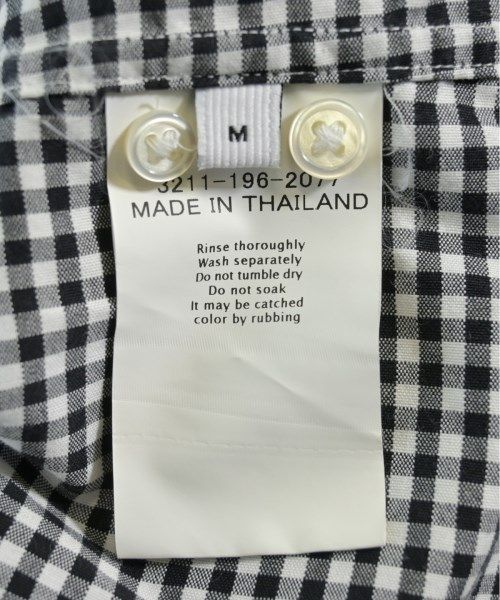 M
3211-196-2077
MADE IN THAILAND
Rinse thoroughly
Wash separately
Do not tumble dry
Do not soak
It may be catched
color by rubbing